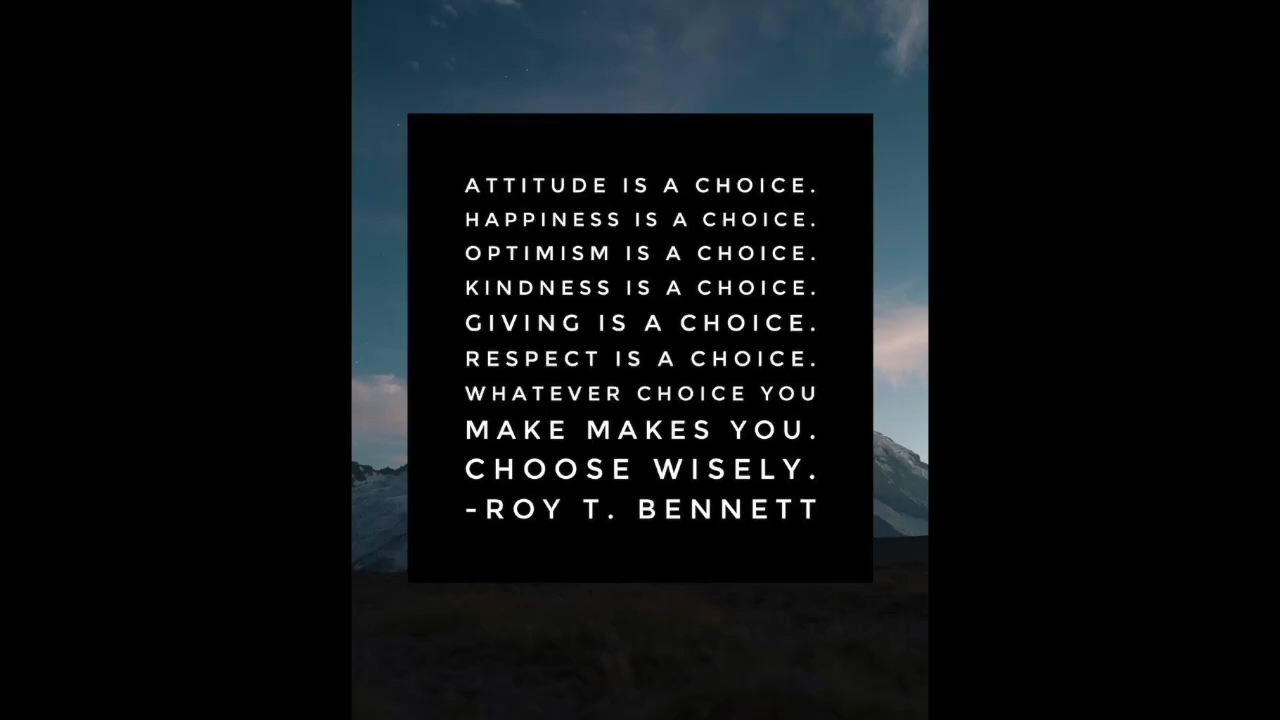 ATTITUDE IS A CHOICE.
HAPPINESS IS A CHOICE.
OPTIMISM IS A CHOICE.
KINDNESS IS A CHOICE.
GIVING IS A CHOICE.
RESPECT IS A CHOICE.
WHATEVER CHOICE YOU
MAKE MAKES YOU.
CHOOSE WISELY.
-ROY T. BENNETT